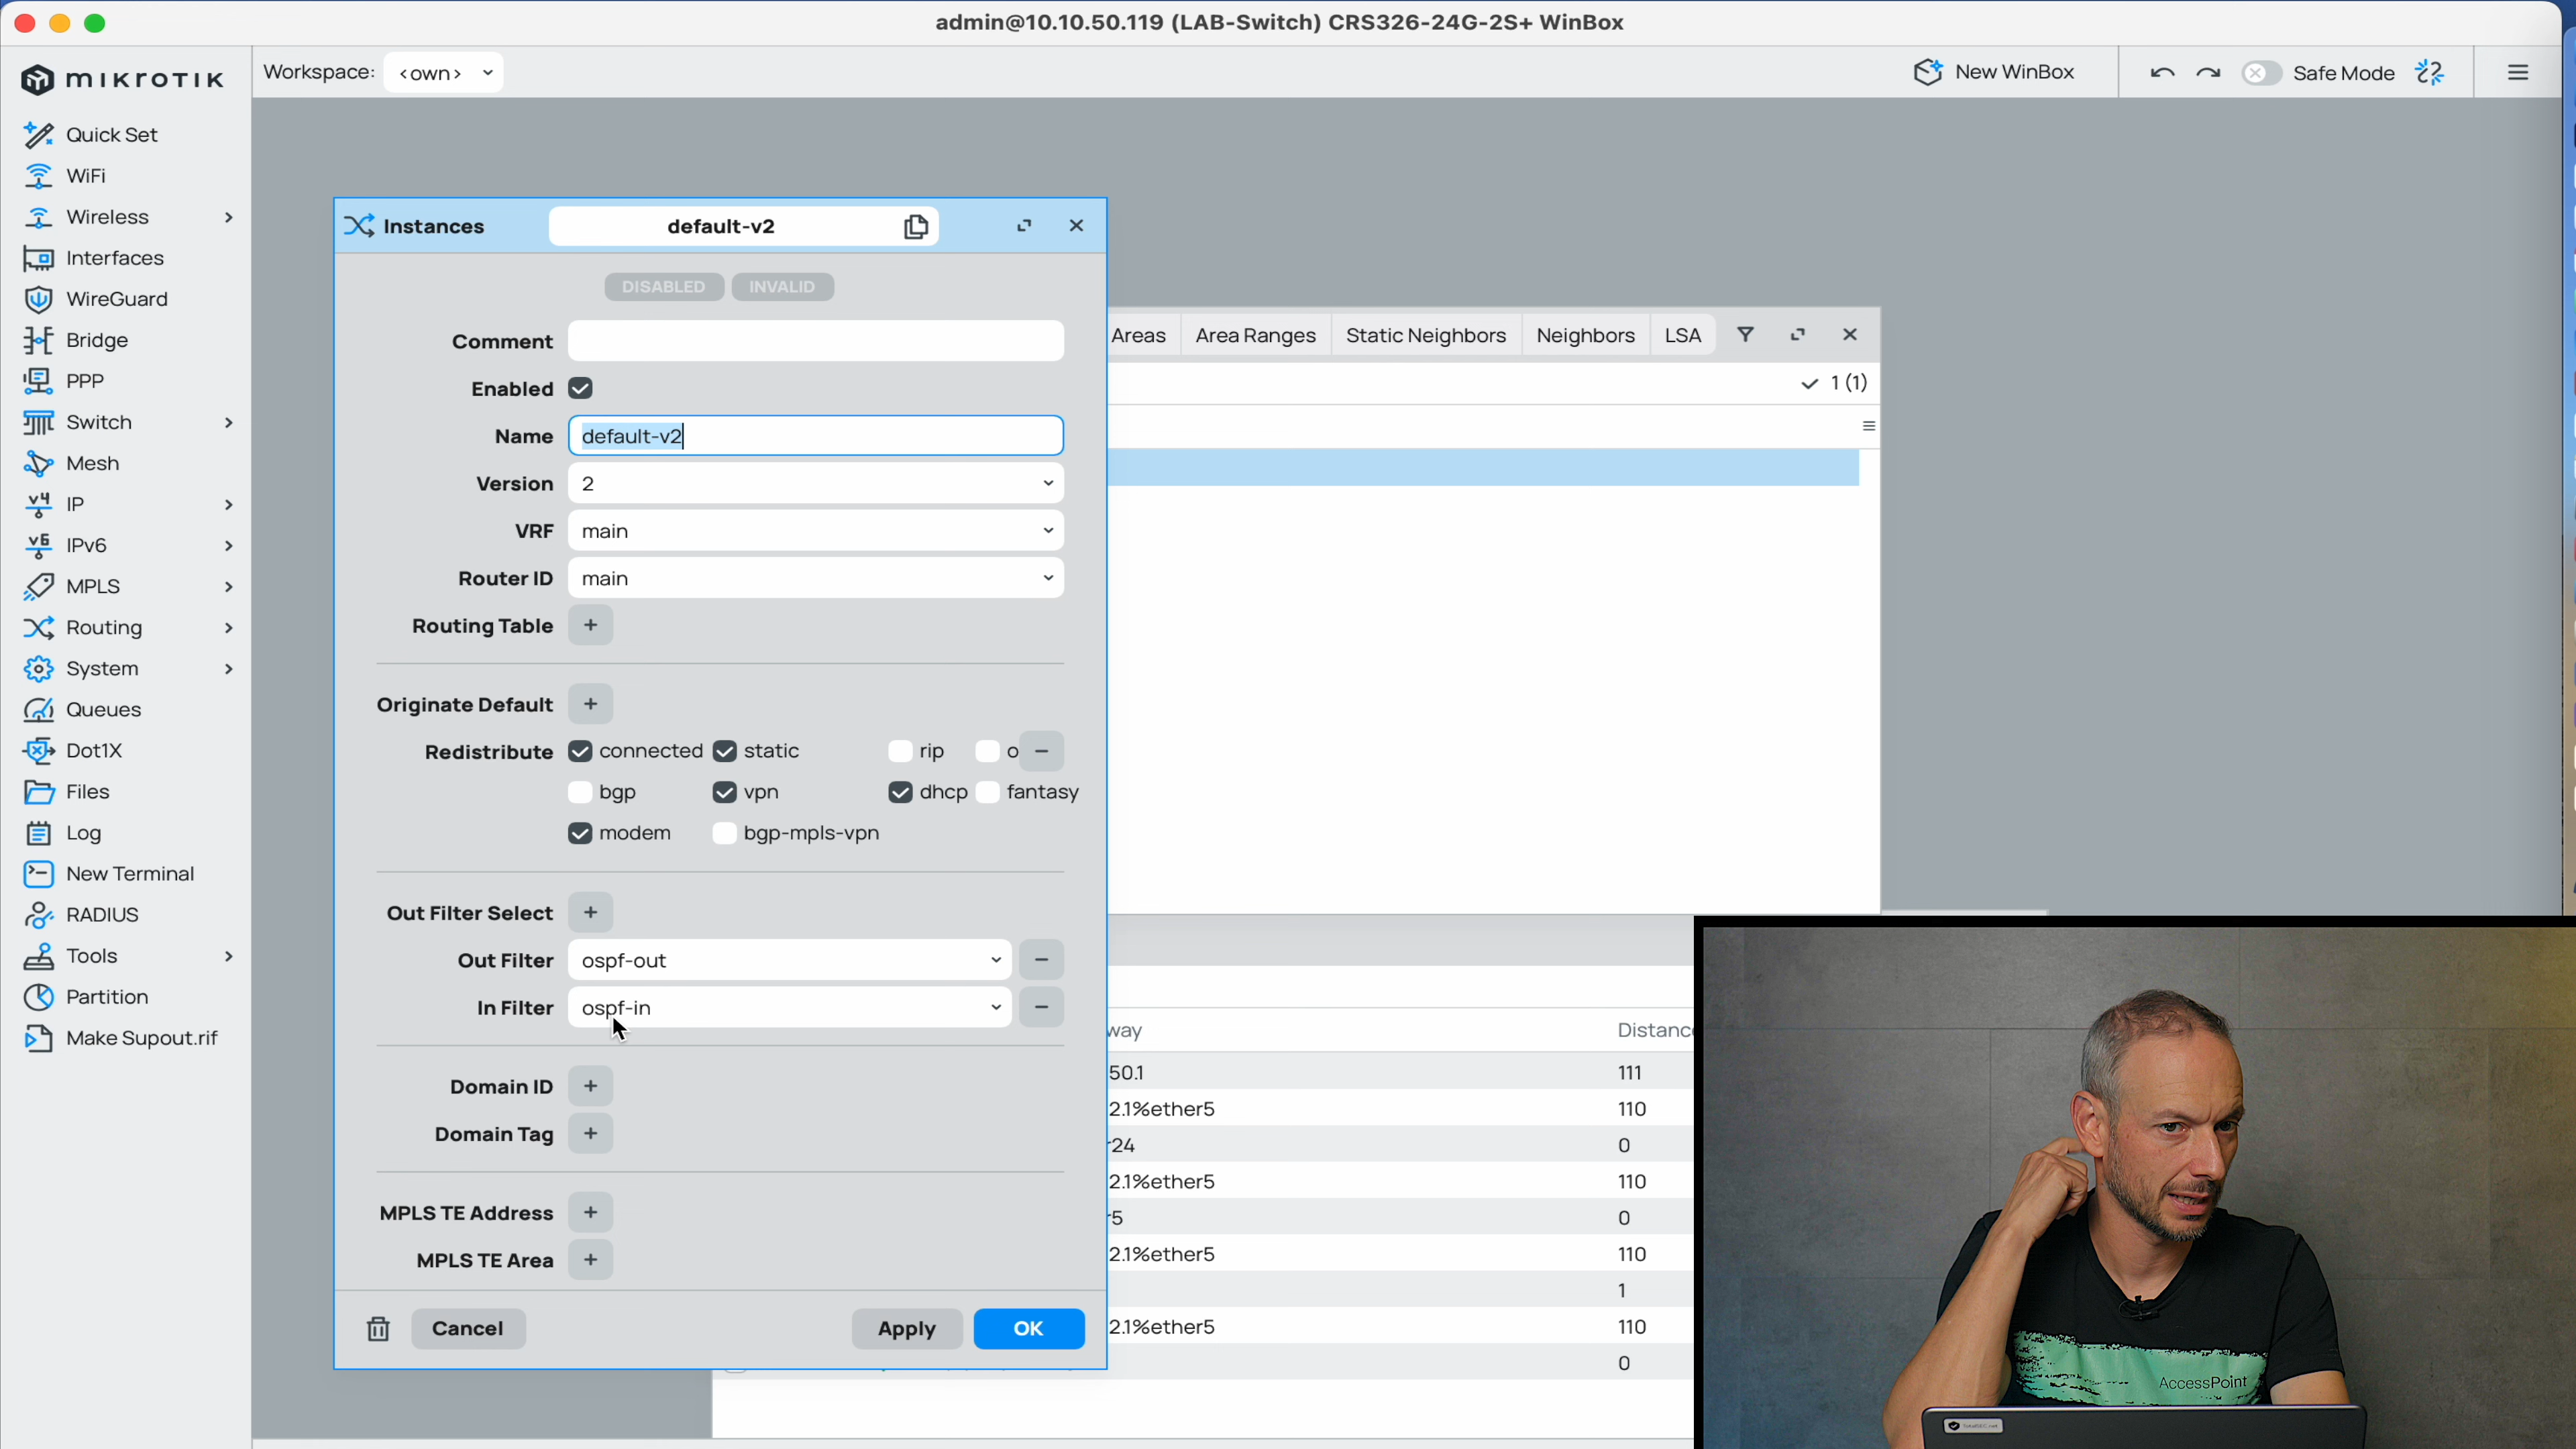 admin@10.10.50.119 (LAB-Switch) CRS326-24G-2S+ WinBox
mikrotik
Workspace: <own>
New WinBox
Safe Mode
Quick Set
WiFi
Wireless
Interfaces
WireGuard
Bridge
PPP
Switch
Mesh
IP
IPv6
MPLS
Routing
System
Queues
Dot1X
Files
Log
New Terminal
RADIUS
Tools
Partition
Make Supout.rif
Instances default-v2
DISABLED INVALID
Comment
Enabled
Name default-v2
Version 2
VRF main
Router ID main
Routing Table +
Originate Default +
Redistribute connected static rip o −
bgp vpn dhcp fantasy
modem bgp-mpls-vpn
Out Filter Select +
Out Filter ospf-out −
In Filter ospf-in −
Domain ID +
Domain Tag +
MPLS TE Address +
MPLS TE Area +
Cancel Apply OK
Areas Area Ranges Static Neighbors Neighbors LSA
1 (1)
way Distance
50.1 111
2.1%ether5 110
r24 0
2.1%ether5 110
r5 0
2.1%ether5 110
1
2.1%ether5 110
0
AccessPoint